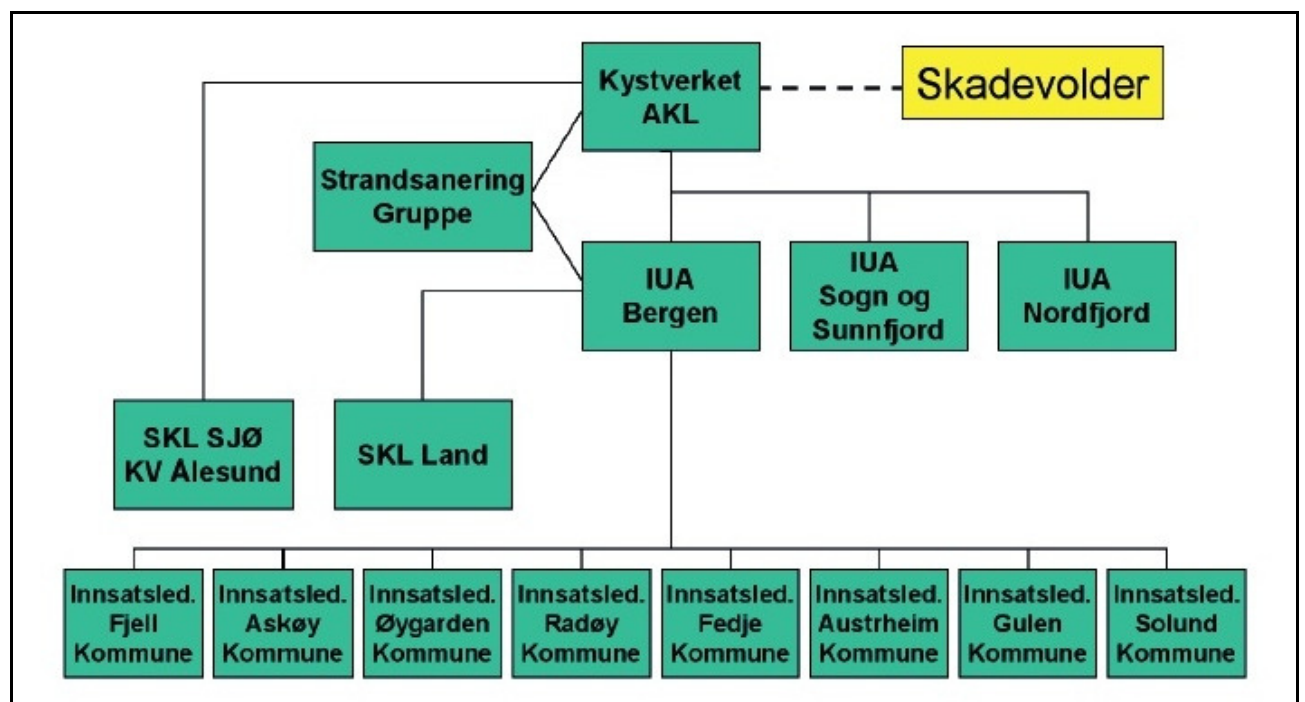 Kystverket
AKL
Skadevolder
Strandsanering
Gruppe
IUA
Bergen
IUA
Sogn og
Sunnfjord
IUA
Nordfjord
SKL SJØ
KV Ålesund
SKL Land
Innsatsled.
Fjell
Kommune
Innsatsled.
Askøy
Kommune
Innsatsled.
Øygarden
Kommune
Innsatsled.
Radøy
Kommune
Innsatsled.
Fedje
Kommune
Innsatsled.
Austrheim
Kommune
Innsatsled.
Gulen
Kommune
Innsatsled.
Solund
Kommune